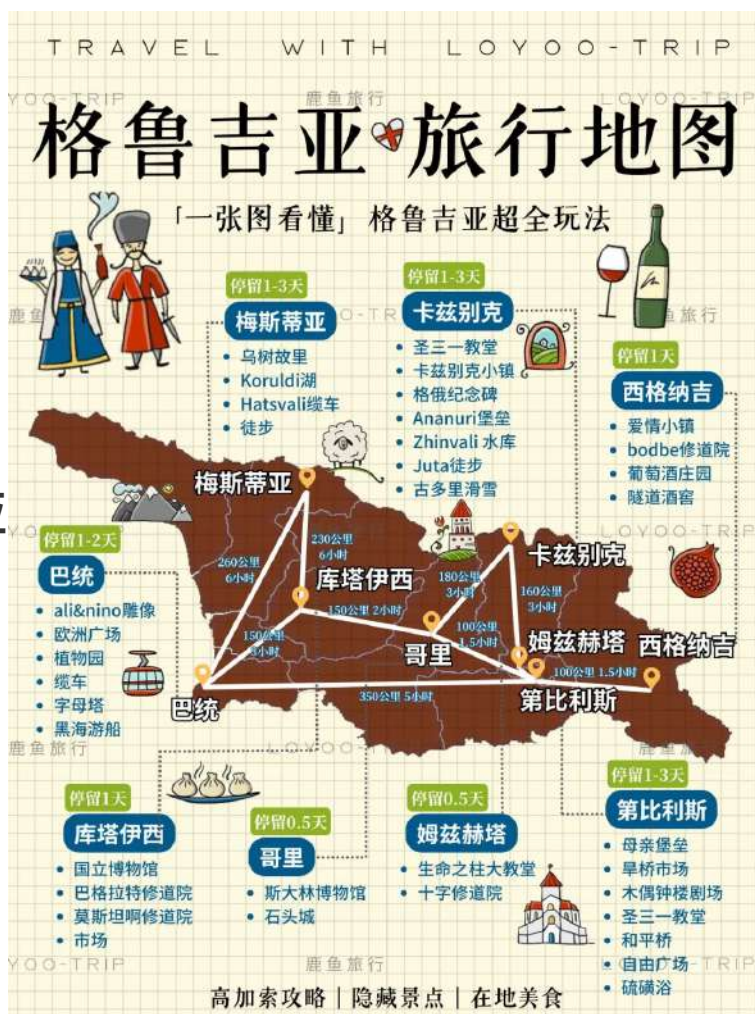 TRAVEL WITH LOYOO-TRIP
格鲁吉亚旅行地图
「一张图看懂」格鲁吉亚超全玩法
停留1-3天
梅斯蒂亚
乌树故里
Koruldi湖
Hatsvali缆车
徒步
停留1-3天
卡兹别克
圣三一教堂
卡兹别克小镇
格俄纪念碑
Ananuri堡垒
Zhinvali 水库
Juta徒步
古多里滑雪
停留1天
西格纳吉
爱情小镇
bodbe修道院
葡萄酒庄园
隧道酒窖
停留1-2天
巴统
ali&nino雕像
欧洲广场
植物园
缆车
字母塔
黑海游船
梅斯蒂亚
260公里
6小时
230公里
6小时
库塔伊西
150公里
3小时
150公里 2小时
180公里
3小时
卡兹别克
160公里
3小时
100公里
1.5小时
哥里
姆兹赫塔
西格纳吉
100公里 1.5小时
第比利斯
350公里 5小时
巴统
停留1天
库塔伊西
国立博物馆
巴格拉特修道院
莫斯坦啊修道院
市场
停留0.5天
哥里
斯大林博物馆
石头城
停留0.5天
姆兹赫塔
生命之柱大教堂
十字修道院
停留1-3天
第比利斯
母亲堡垒
旱桥市场
木偶钟楼剧场
圣三一教堂
和平桥
自由广场
硫磺浴
高加索攻略｜隐藏景点｜在地美食
鹿鱼旅行
LOYOO-TRIP